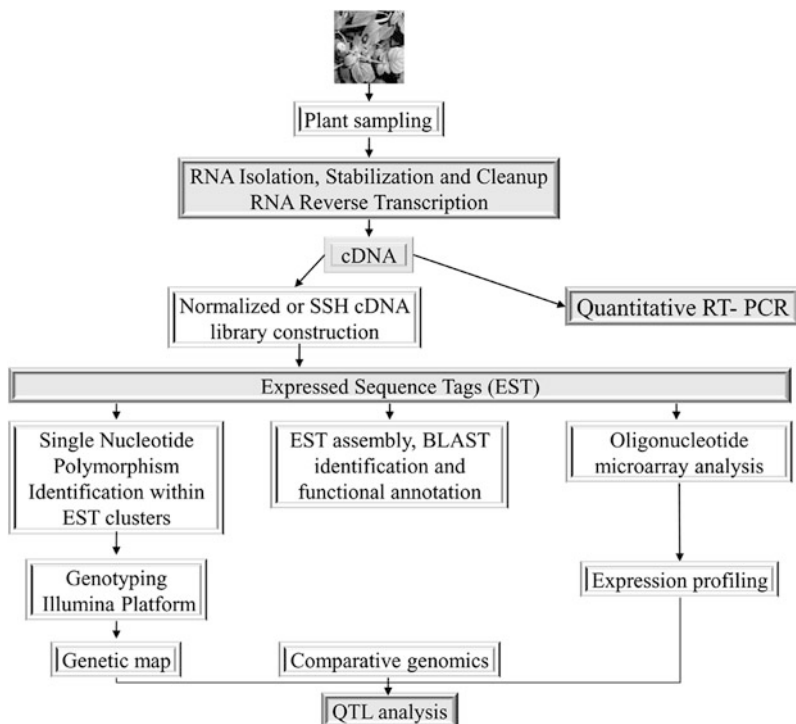 Plant sampling
RNA Isolation, Stabilization and Cleanup
RNA Reverse Transcription
cDNA
Normalized or SSH cDNA
library construction
Quantitative RT- PCR
Expressed Sequence Tags (EST)
Single Nucleotide
Polymorphism
Identification within
EST clusters
EST assembly, BLAST
identification and
functional annotation
Oligonucleotide
microarray analysis
Genotyping
Illumina Platform
Expression profiling
Genetic map
Comparative genomics
QTL analysis